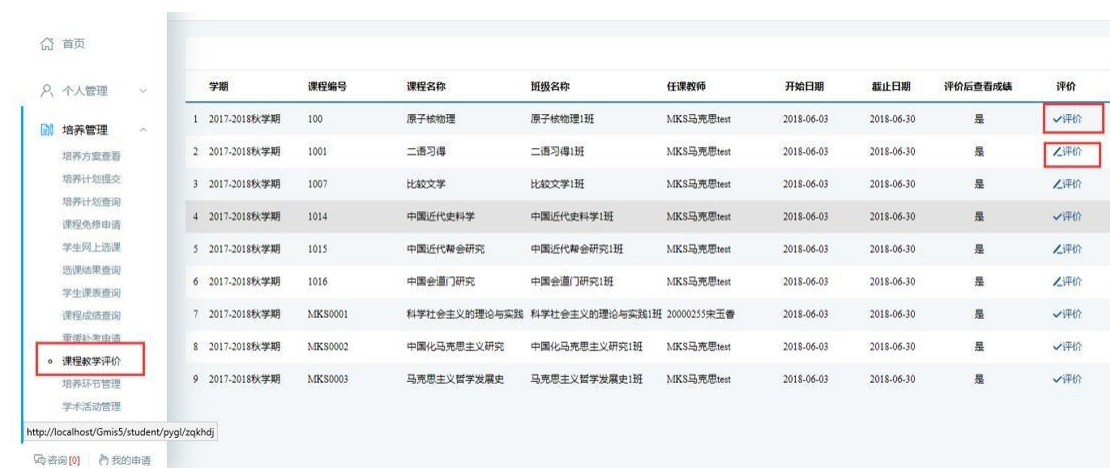 首页
个人管理
培养管理
培养方案查看
培养计划提交
培养计划查询
课程免修申请
学生网上选课
选课结果查询
学生课表查询
课程成绩查询
重修补考申请
课程教学评价
培养环节管理
学术活动管理
http://localhost/Gmis5/student/pygl/zqkhdj
咨询[0] 我的申请
学期 课程编号 课程名称 班级名称 任课教师 开始日期 截止日期 评价后查看成绩 评价
1 2017-2018秋学期 100 原子核物理 原子核物理1班 MKS马克思test 2018-06-03 2018-06-30 是 评价
2 2017-2018秋学期 1001 二语习得 二语习得1班 MKS马克思test 2018-06-03 2018-06-30 是 评价
3 2017-2018秋学期 1007 比较文学 比较文学1班 MKS马克思test 2018-06-03 2018-06-30 是 评价
4 2017-2018秋学期 1014 中国近代史科学 中国近代史科学1班 MKS马克思test 2018-06-03 2018-06-30 是 评价
5 2017-2018秋学期 1015 中国近代帮会研究 中国近代帮会研究1班 MKS马克思test 2018-06-03 2018-06-30 是 评价
6 2017-2018秋学期 1016 中国会道门研究 中国会道门研究1班 MKS马克思test 2018-06-03 2018-06-30 是 评价
7 2017-2018秋学期 MKS0001 科学社会主义的理论与实践 科学社会主义的理论与实践1班 20000255宋玉香 2018-06-03 2018-06-30 是 评价
8 2017-2018秋学期 MKS0002 中国化马克思主义研究 中国化马克思主义研究1班 MKS马克思test 2018-06-03 2018-06-30 是 评价
9 2017-2018秋学期 MKS0003 马克思主义哲学发展史 马克思主义哲学发展史1班 MKS马克思test 2018-06-03 2018-06-30 是 评价